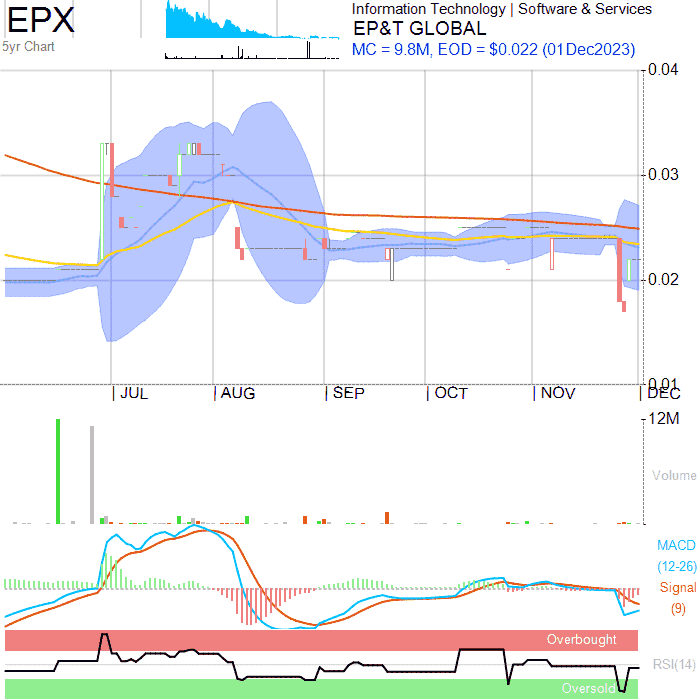 EPX
5yr Chart
Information Technology | Software & Services
EP&T GLOBAL
MC = 9.8M, EOD = $0.022 (01Dec2023)
0.04
0.03
0.02
0.01
| JUL | AUG | SEP | OCT | NOV | DEC
12M
Volume
MACD
(12-26)
Signal
(9)
Overbought
RSI(14)
Oversold